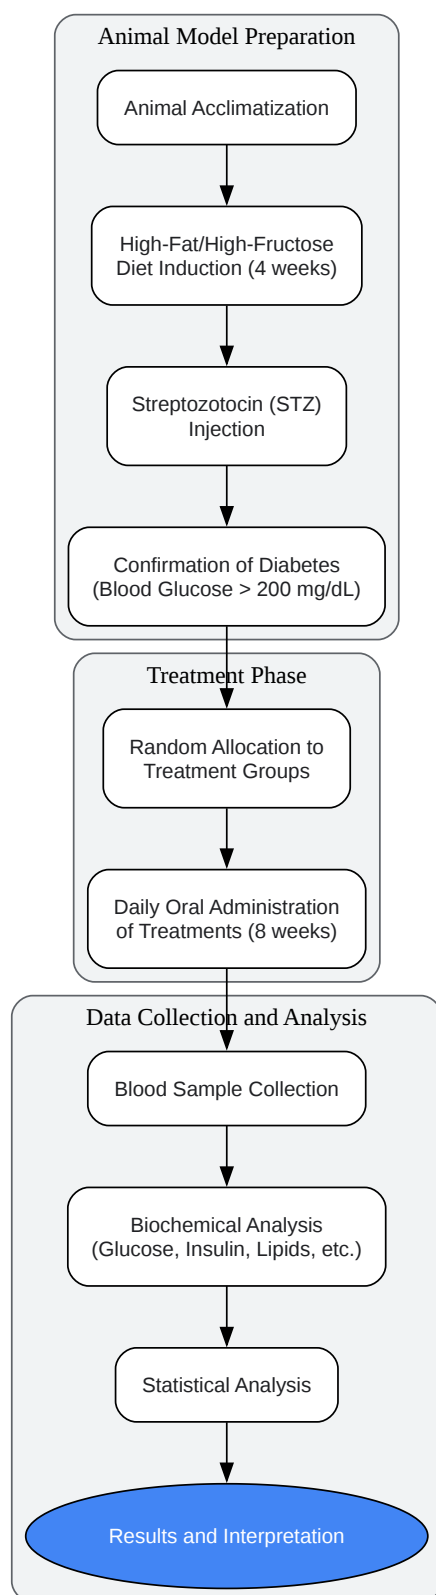 Animal Model Preparation
Animal Acclimatization
High-Fat/High-Fructose
Diet Induction (4 weeks)
Streptozotocin (STZ)
Injection
Confirmation of Diabetes
(Blood Glucose > 200 mg/dL)
Treatment Phase
Random Allocation to
Treatment Groups
Daily Oral Administration
of Treatments (8 weeks)
Data Collection and Analysis
Blood Sample Collection
Biochemical Analysis
(Glucose, Insulin, Lipids, etc.)
Statistical Analysis
Results and Interpretation